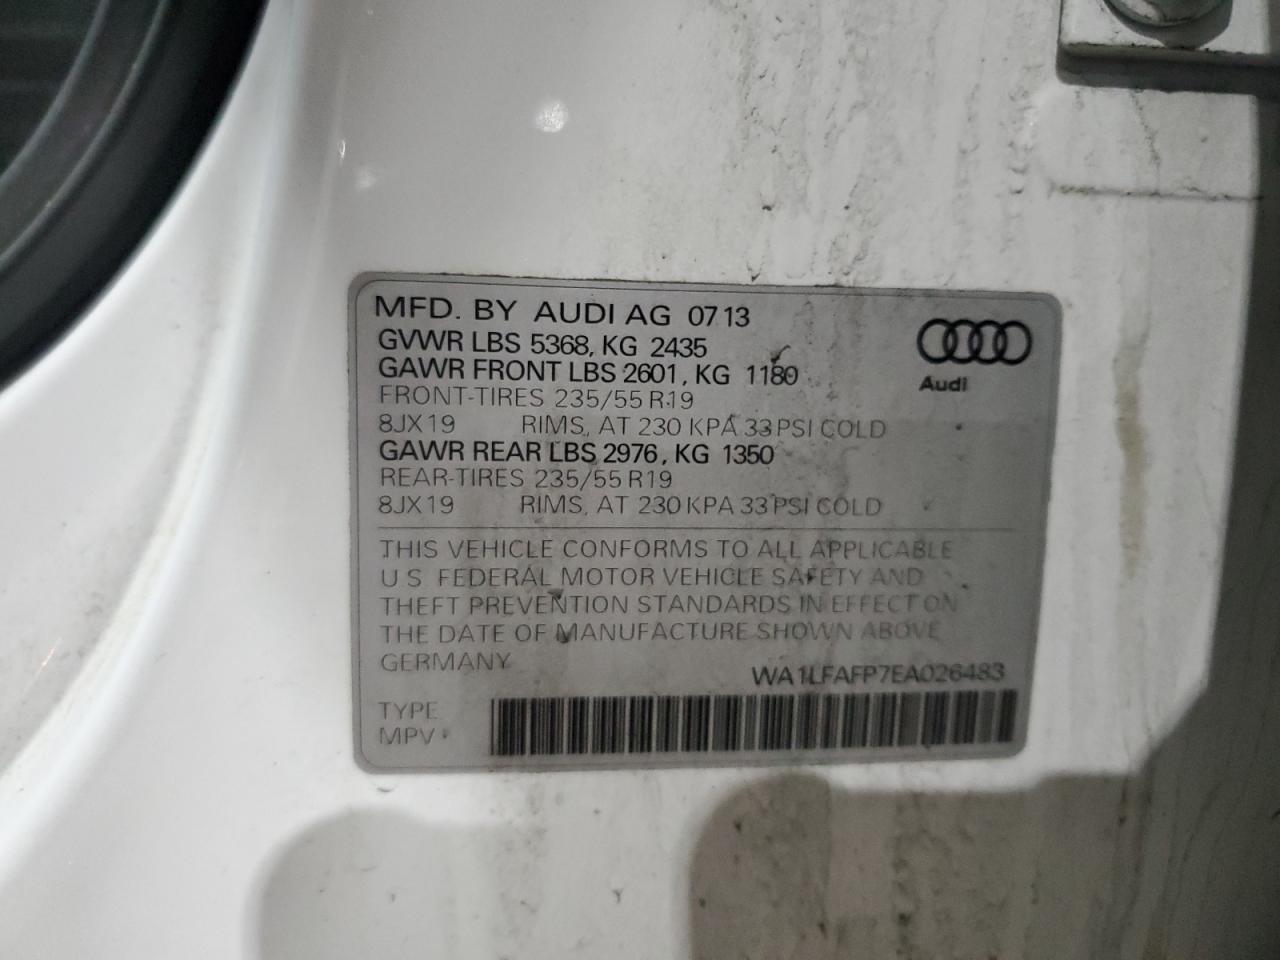 MFD. BY AUDI AG 07 13
GVWR LBS 5368, KG 2435
GAWR FRONT LBS 2601, KG 1180
FRONT-TIRES 235/55 R19
8JX19 RIMS, AT 230 KPA 33 PSI COLD
GAWR REAR LBS 2976, KG 1350
REAR-TIRES 235/55 R19
8JX19 RIMS, AT 230 KPA 33 PSI COLD
Audi
THIS VEHICLE CONFORMS TO ALL APPLICABLE
U.S. FEDERAL MOTOR VEHICLE SAFETY AND
THEFT PREVENTION STANDARDS IN EFFECT ON
THE DATE OF MANUFACTURE SHOWN ABOVE
GERMANY
WA1LFAFP7EA026483
TYPE
MPV